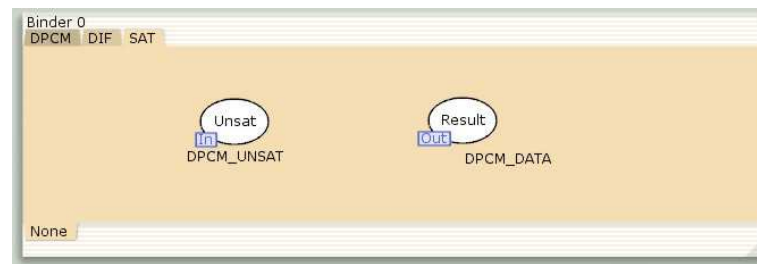 Binder 0
DPCM DIF SAT
Unsat Result
In Out
DPCM_UNSAT DPCM_DATA
None